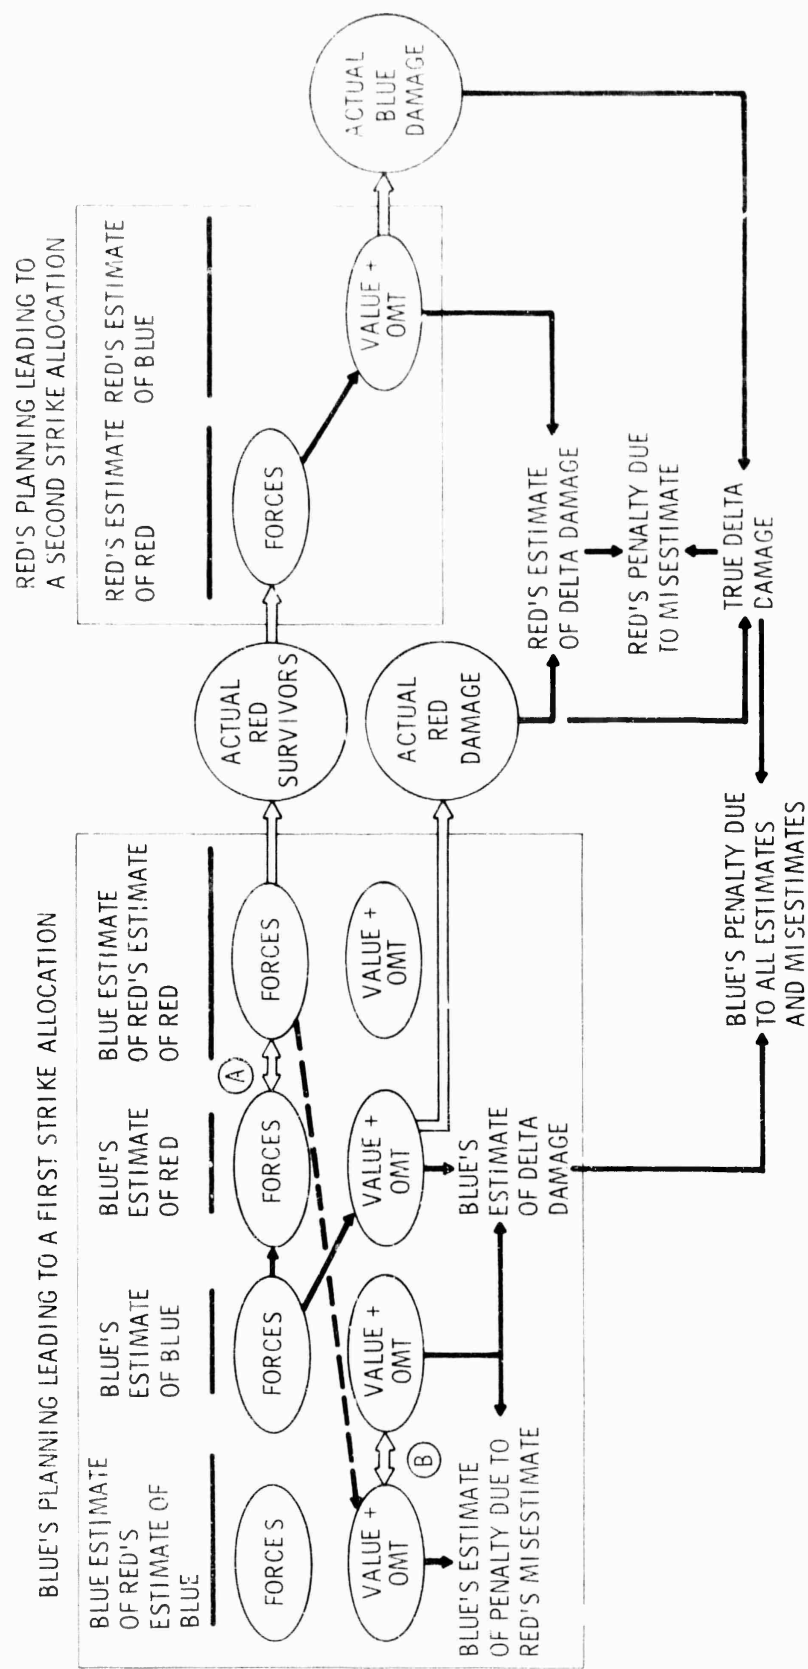 BLUE'S PLANNING LEADING TO A FIRST STRIKE ALLOCATION
BLUE ESTIMATE
OF RED'S
ESTIMATE OF
BLUE
BLUE'S
ESTIMATE
OF BLUE
BLUE'S
ESTIMATE
OF RED
BLUE ESTIMATE
OF RED'S ESTIMATE
OF RED
FORCES
FORCES
FORCES
A
FORCES
VALUE +
OMT
B
VALUE +
OMT
VALUE +
OMT
VALUE +
OMT
BLUE'S ESTIMATE
OF PENALTY DUE TO
RED'S MISESTIMATE
BLUE'S
ESTIMATE
OF DELTA
DAMAGE
ACTUAL
RED
SURVIVORS
ACTUAL
RED
DAMAGE
RED'S PLANNING LEADING TO
A SECOND STRIKE ALLOCATION
RED'S ESTIMATE
OF RED
RED'S ESTIMATE
OF BLUE
FORCES
VALUE +
OMT
ACTUAL
BLUE
DAMAGE
RED'S ESTIMATE
OF DELTA DAMAGE
RED'S PENALTY DUE
TO MISESTIMATE
TRUE DELTA
CAMAGE
BLUE'S PENALTY DUE
TO ALL ESTIMATES
AND MISESTIMATES